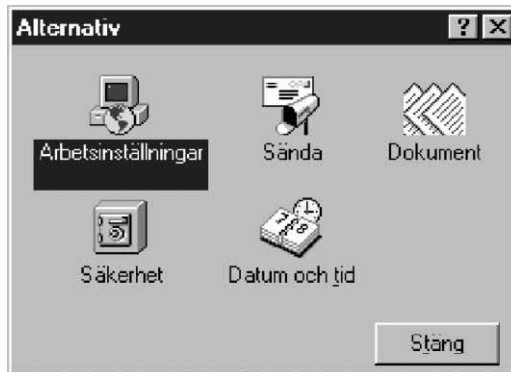 Alternativ
Arbetsinställningar
Sända
Dokument
Säkerhet
Datum och tid
Stäng